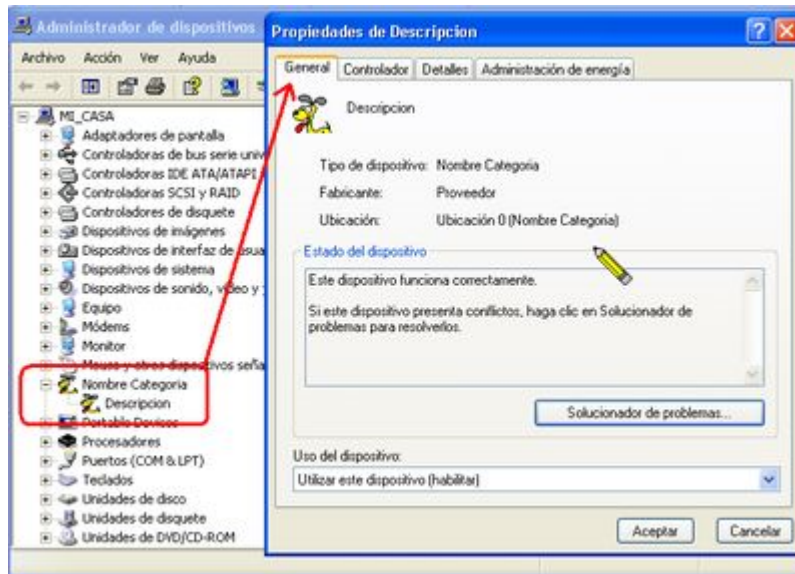 Administrador de dispositivos
Archivo Acción Ver Ayuda
MI_CASA
Adaptadores de pantalla
Controladoras de bus serie univ
Controladoras IDE ATA/ATAPI
Controladoras SCSI y RAID
Controladores de disquete
Dispositivos de imágenes
Dispositivos de interfaz de usua
Dispositivos de sistema
Dispositivos de sonido, vídeo y
Equipo
Módems
Monitor
Mouse y otros dispositivos seña
Nombre Categoria
Descripcion
Portable Devices
Procesadores
Puertos (COM & LPT)
Teclados
Unidades de disco
Unidades de disquete
Unidades de DVD/CD-ROM
Propiedades de Descripcion
General Controlador Detalles Administración de energía
Descripcion
Tipo de dispositivo: Nombre Categoria
Fabricante: Proveedor
Ubicación: Ubicación 0 (Nombre Categoria)
Estado del dispositivo
Este dispositivo funciona correctamente.
Si este dispositivo presenta conflictos, haga clic en Solucionador de
problemas para resolverlos.
Solucionador de problemas...
Uso del dispositivo:
Utilizar este dispositivo (habilitar)
Aceptar Cancelar